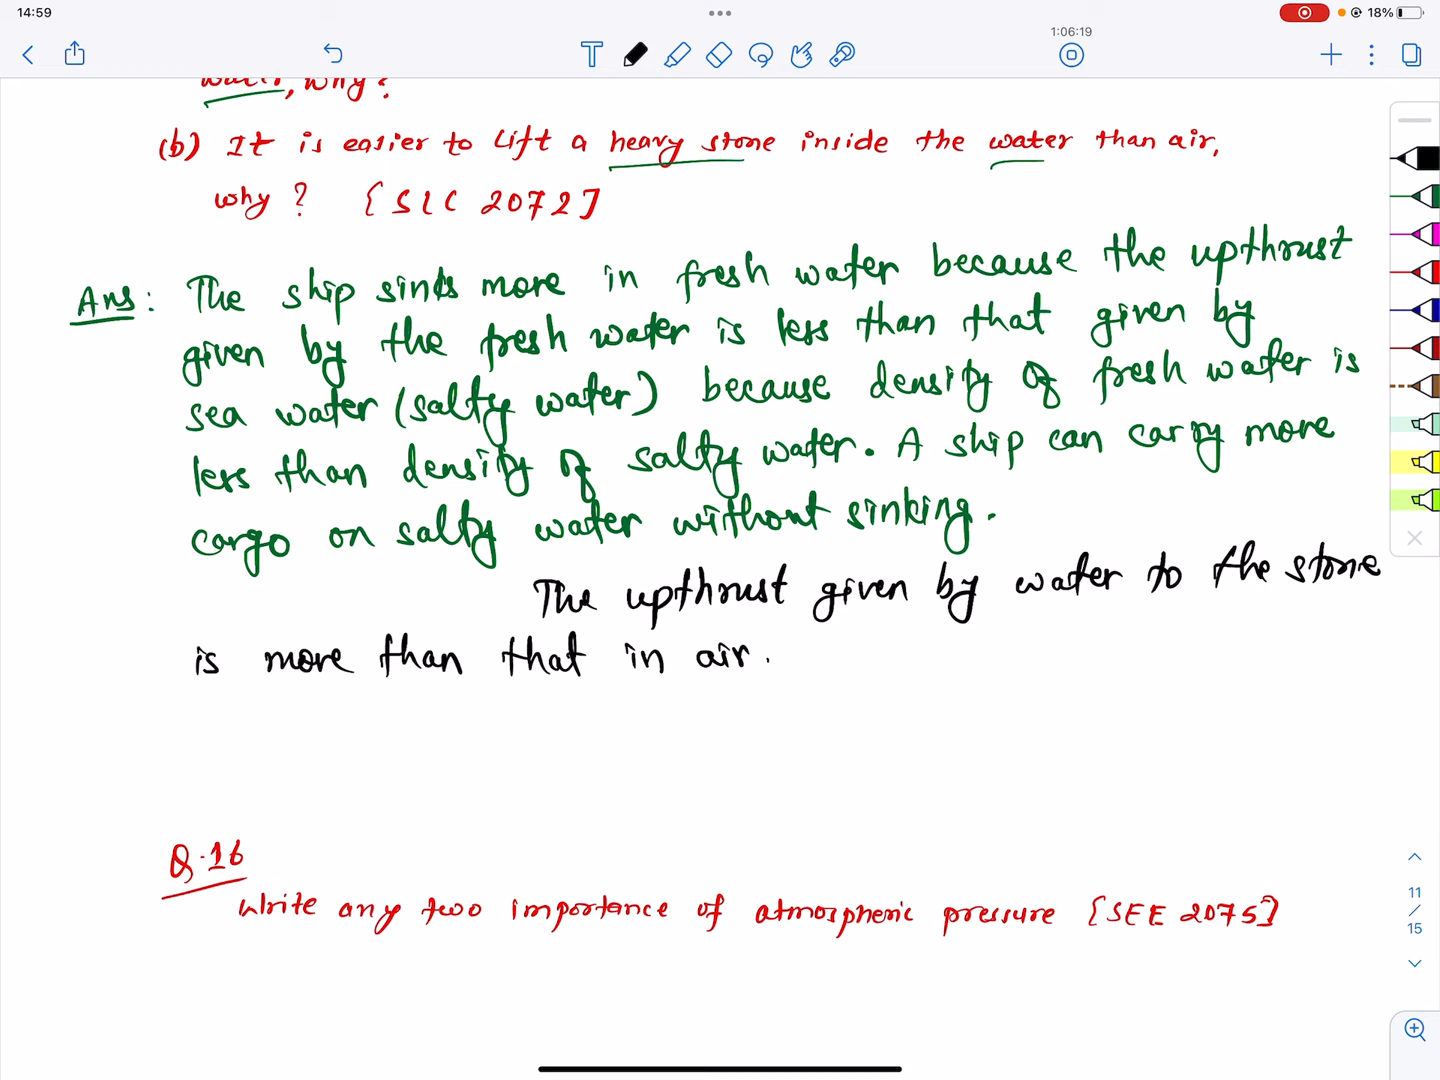 14:59
18%
1:06:19
water, why?
(b) It is easier to lift a heavy stone inside the water than air,
why? [SLC 2072]
Ans: The ship sinks more in fresh water because the upthrust
given by the fresh water is less than that given by
sea water (salty water) because density of fresh water is
less than density of salty water. A ship can carry more
cargo on salty water without sinking.
The upthrust given by water to the stone
is more than that in air.
Q.16
Write any two importance of atmospheric pressure [SEE 2075]
11
/
15